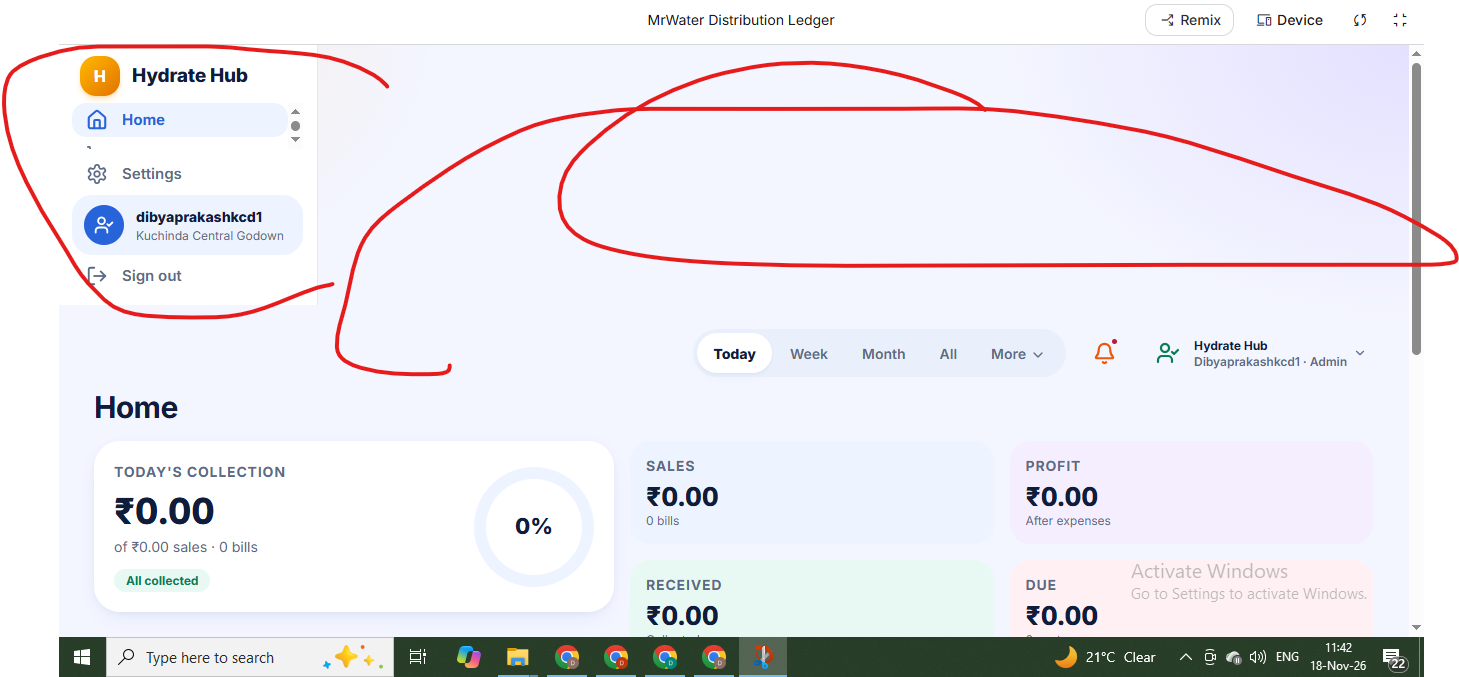 MrWater Distribution Ledger
Remix
Device
H
Hydrate Hub
Home
Settings
dibyaprakashkcd1
Kuchinda Central Godown
Sign out
Today
Week
Month
All
More
Hydrate Hub
Dibyaprakashkcd1 · Admin
Home
TODAY'S COLLECTION
₹0.00
of ₹0.00 sales · 0 bills
All collected
0%
SALES
₹0.00
0 bills
PROFIT
₹0.00
After expenses
RECEIVED
₹0.00
DUE
₹0.00
Activate Windows
Go to Settings to activate Windows.
Type here to search
D
D
D
D
21°C Clear
ENG
11:42
18-Nov-26
22